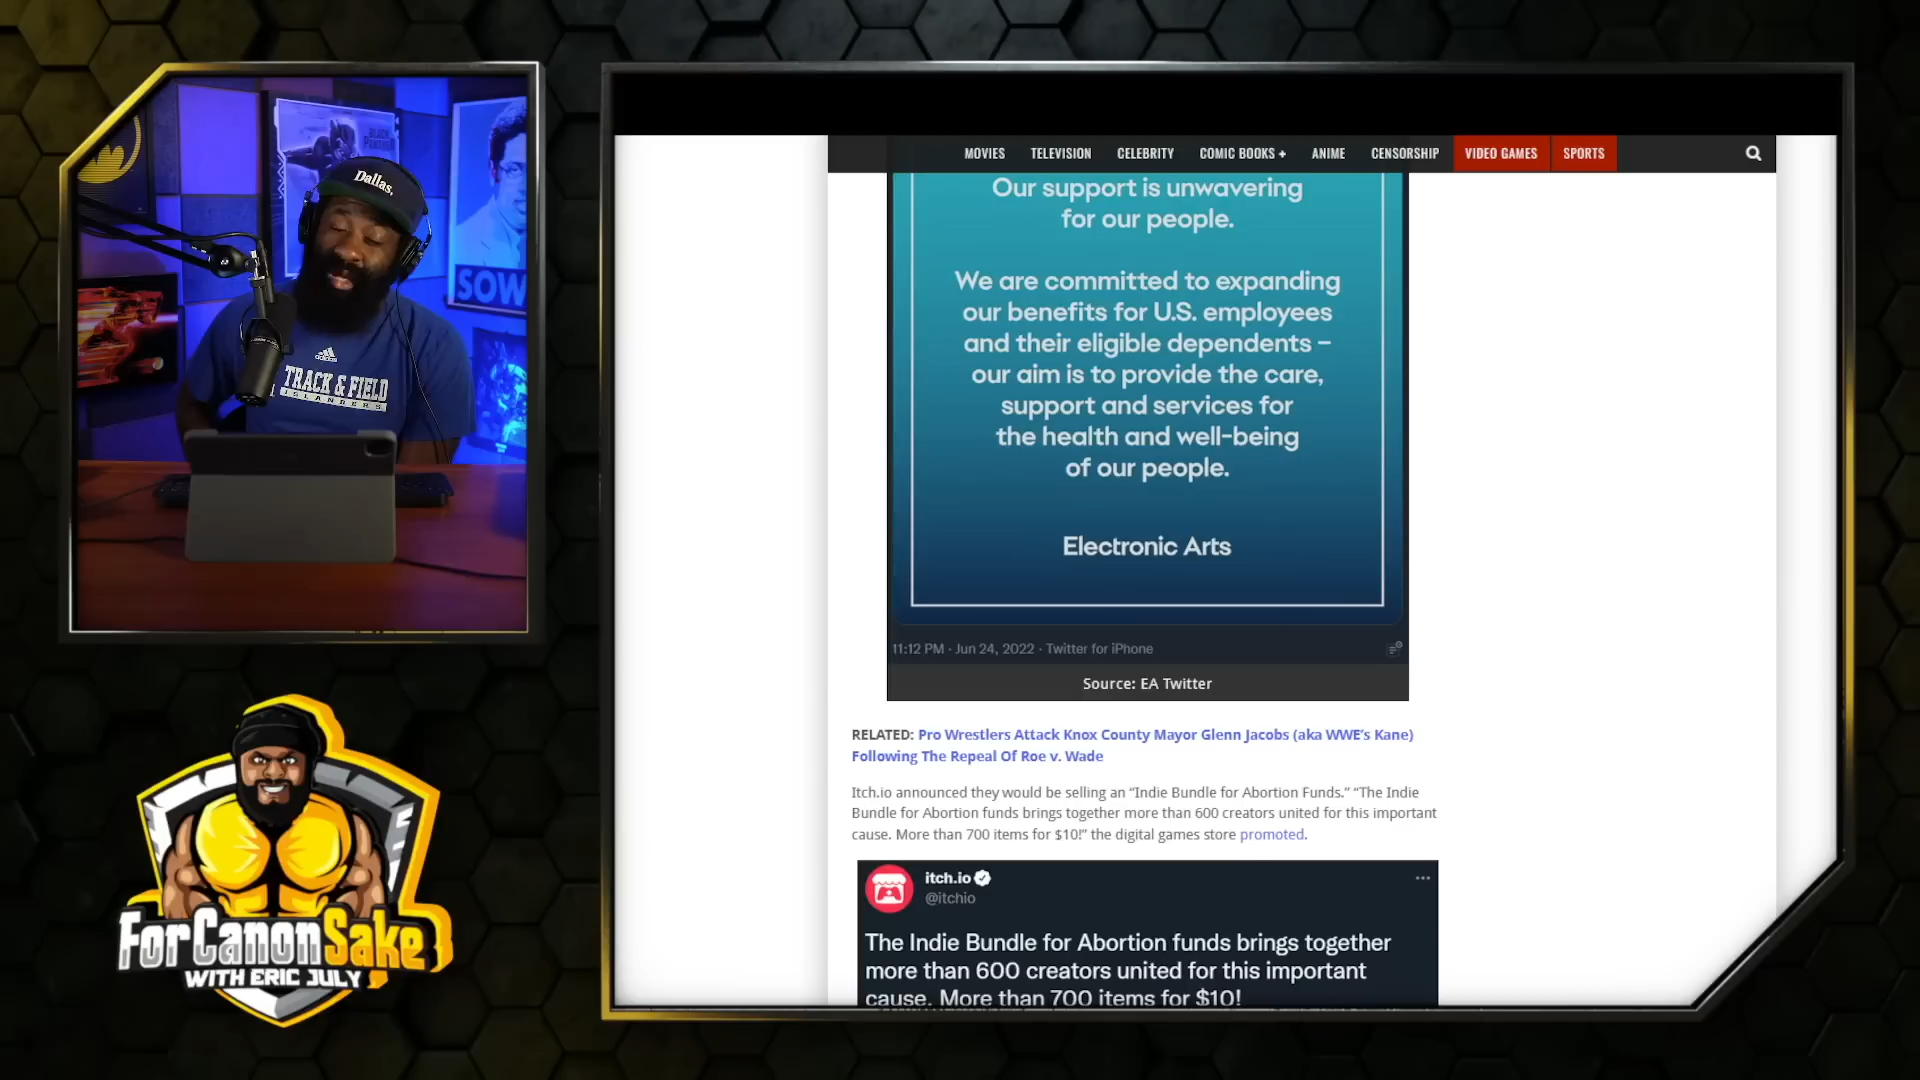 BLACK
PANTHER
Dallas.
SOW
adidas
TRACK & FIELD
ISLANDERS
ForCanonSake
WITH ERIC JULY
MOVIES TELEVISION CELEBRITY COMIC BOOKS + ANIME CENSORSHIP VIDEO GAMES SPORTS
Our support is unwavering
for our people.
We are committed to expanding
our benefits for U.S. employees
and their eligible dependents –
our aim is to provide the care,
support and services for
the health and well-being
of our people.
Electronic Arts
11:12 PM · Jun 24, 2022 · Twitter for iPhone
Source: EA Twitter
RELATED: Pro Wrestlers Attack Knox County Mayor Glenn Jacobs (aka WWE’s Kane)
Following The Repeal Of Roe v. Wade
Itch.io announced they would be selling an “Indie Bundle for Abortion Funds.” “The Indie
Bundle for Abortion funds brings together more than 600 creators united for this important
cause. More than 700 items for $10!” the digital games store promoted.
itch.io
@itchio
The Indie Bundle for Abortion funds brings together
more than 600 creators united for this important
cause. More than 700 items for $10!